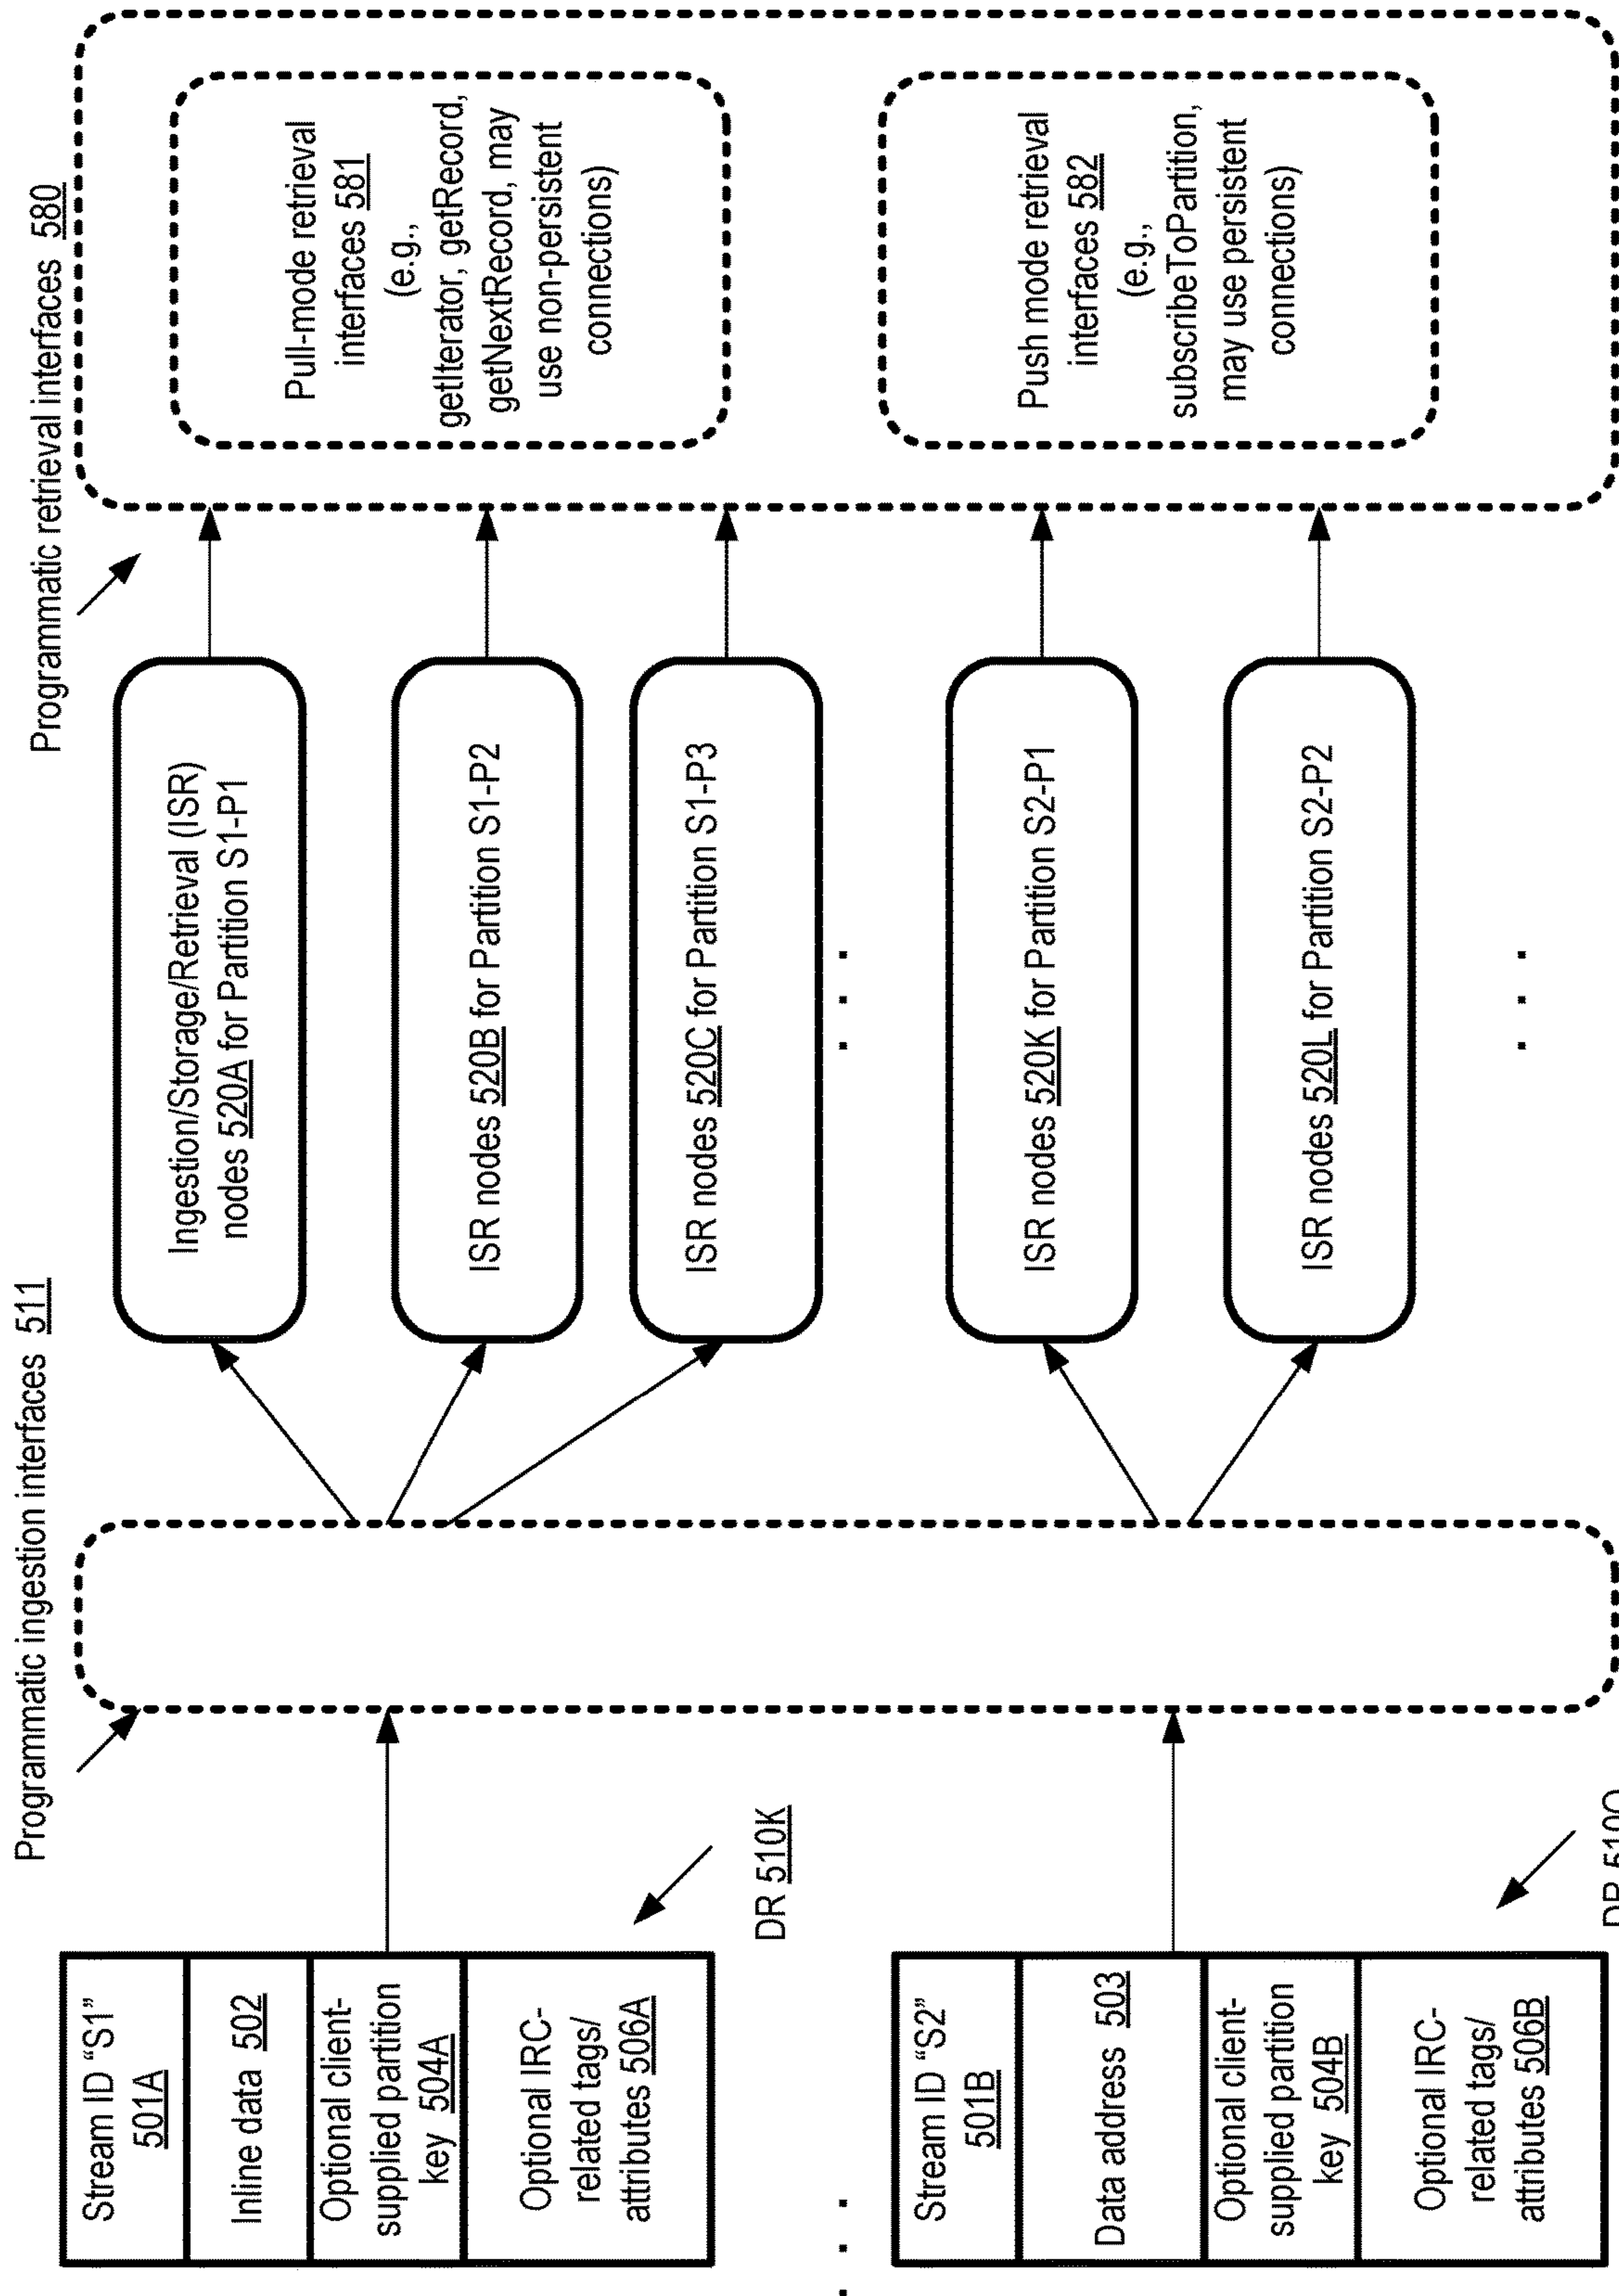 Programmatic ingestion interfaces 511
Programmatic retrieval interfaces 580
Stream ID “S1”
501A
Inline data 502
Optional client-
supplied partition
key 504A
Optional IRC-
related tags/
attributes 506A
DR 510K
. . .
Stream ID “S2”
501B
Data address 503
Optional client-
supplied partition
key 504B
Optional IRC-
related tags/
attributes 506B
Ingestion/Storage/Retrieval (ISR)
nodes 520A for Partition S1-P1
ISR nodes 520B for Partition S1-P2
ISR nodes 520C for Partition S1-P3
. . .
ISR nodes 520K for Partition S2-P1
ISR nodes 520L for Partition S2-P2
. . .
Pull-mode retrieval
interfaces 581
(e.g.,
getIterator, getRecord,
getNextRecord, may
use non-persistent
connections)
Push mode retrieval
interfaces 582
(e.g.,
subscribeToPartition,
may use persistent
connections)